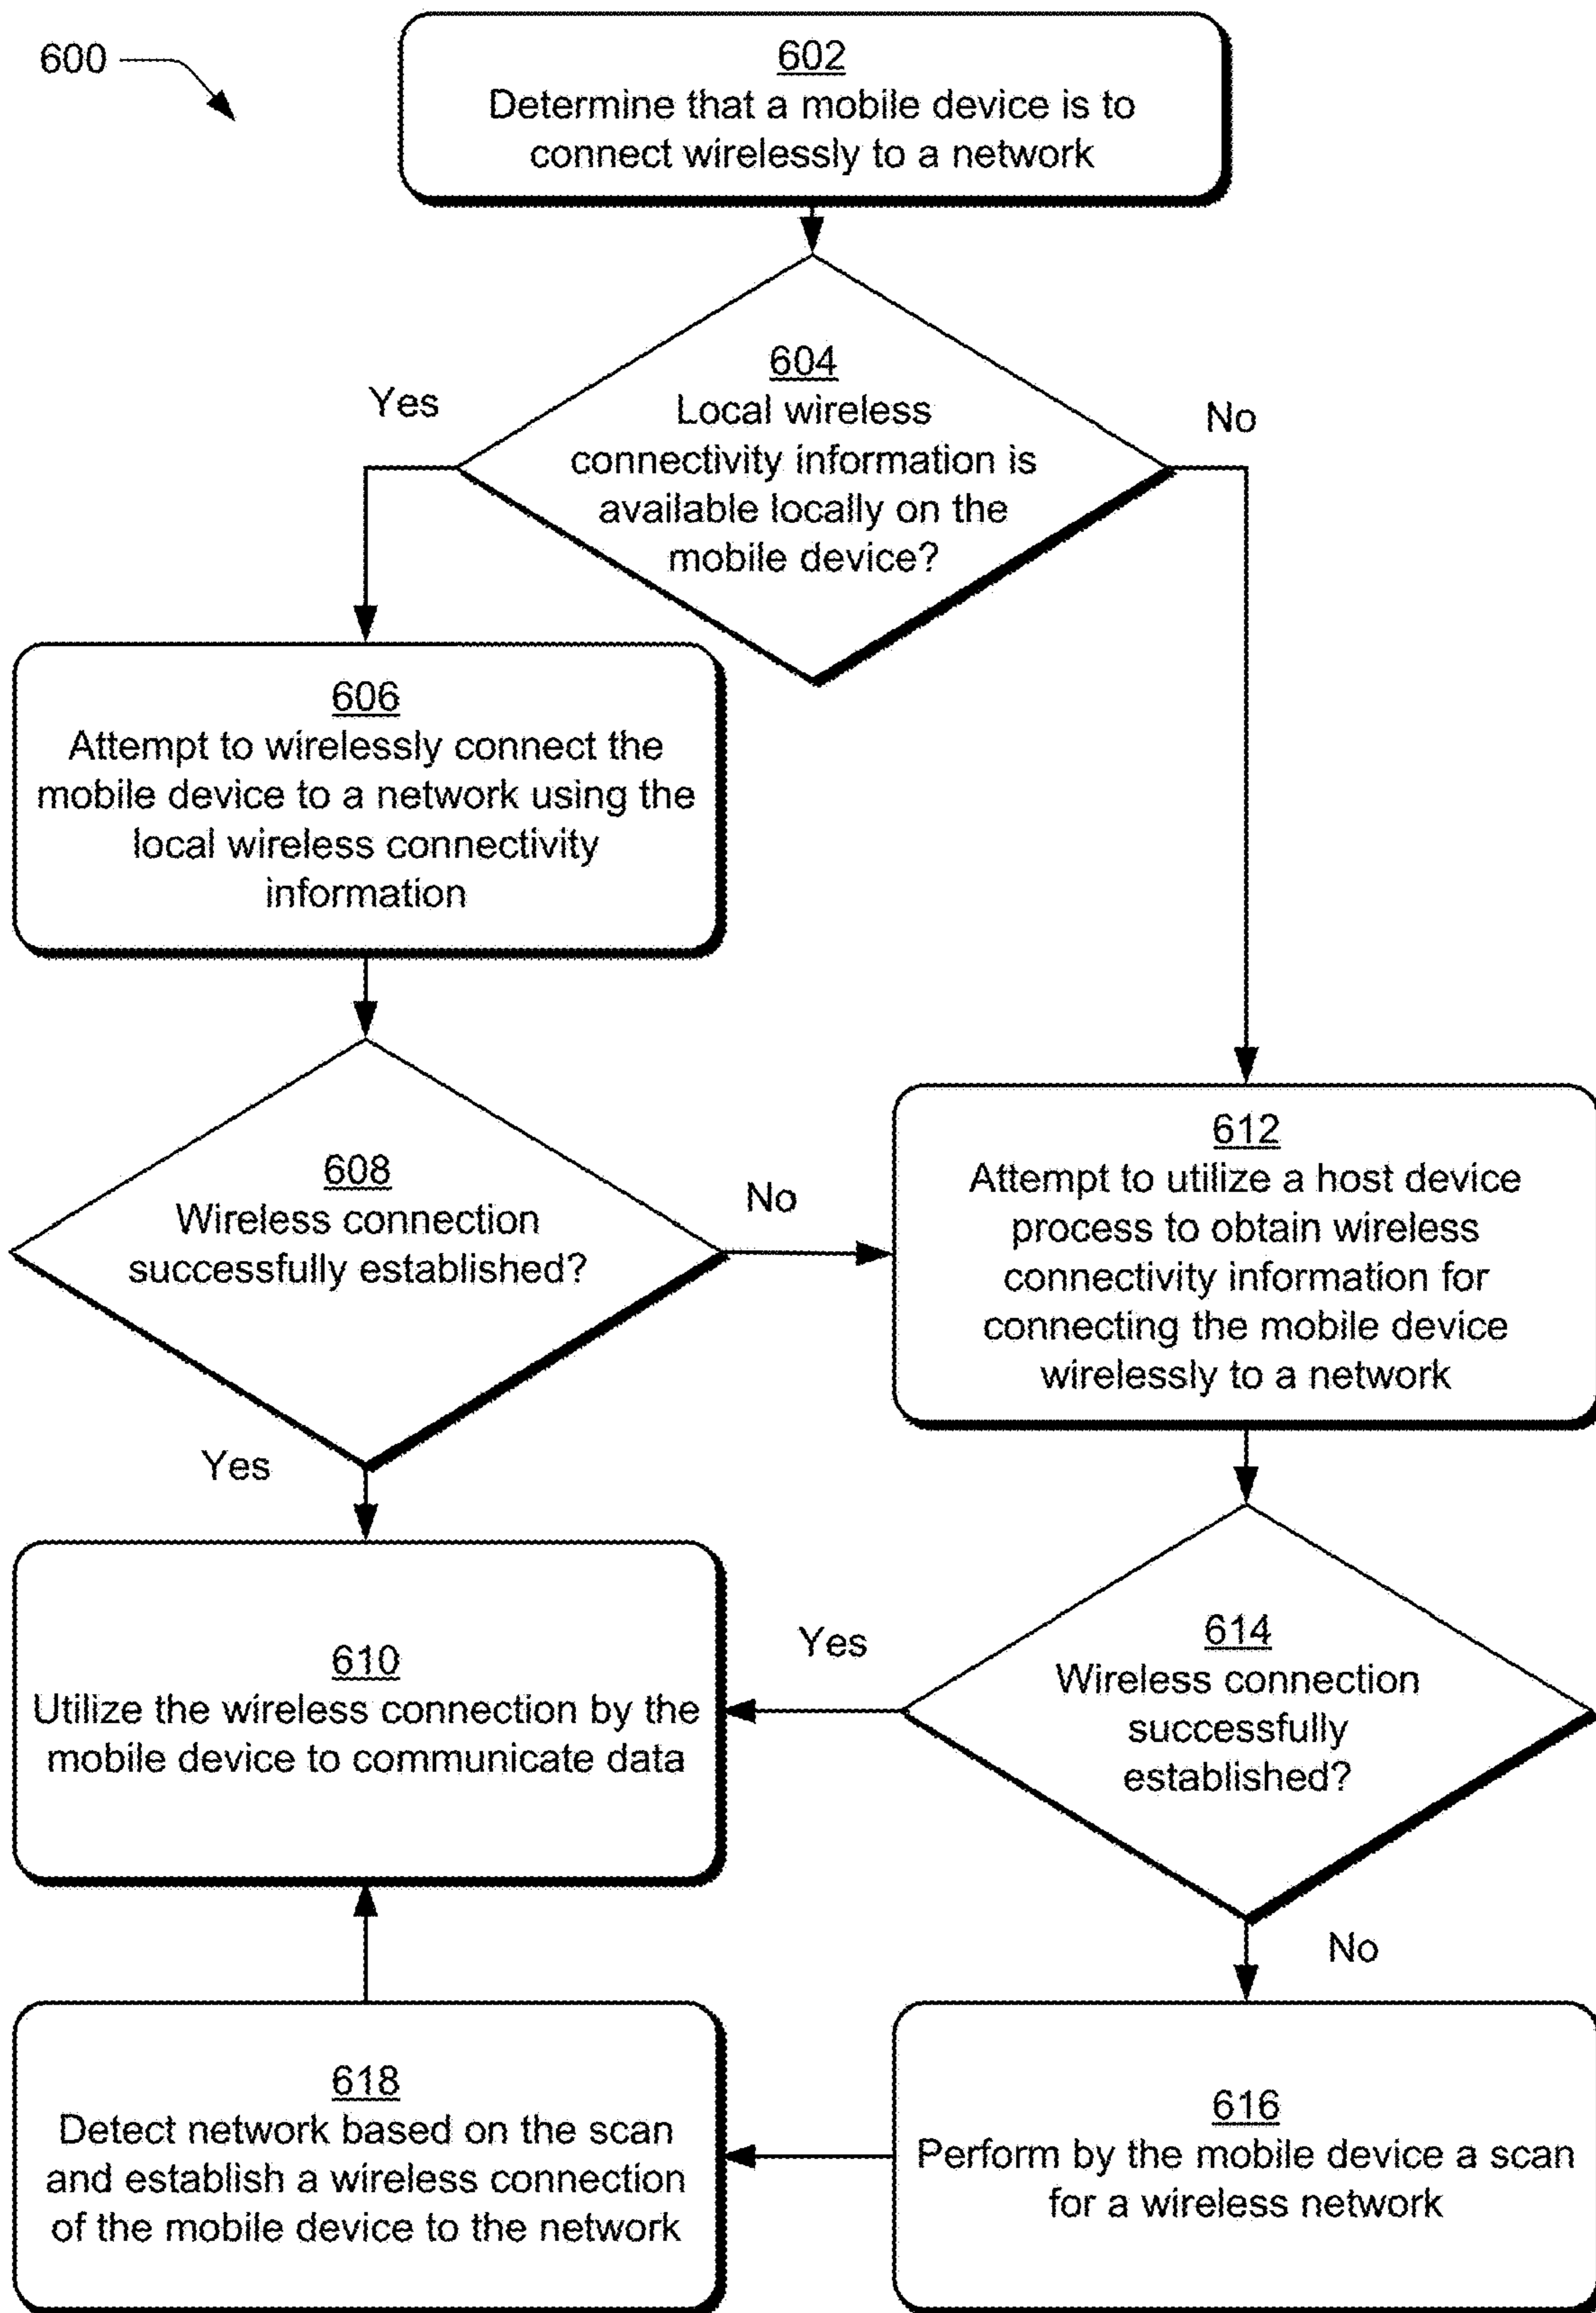 600
602
Determine that a mobile device is to
connect wirelessly to a network
604
Local wireless
connectivity information is
available locally on the
mobile device?
Yes
No
606
Attempt to wirelessly connect the
mobile device to a network using the
local wireless connectivity
information
608
Wireless connection
successfully established?
No
Yes
612
Attempt to utilize a host device
process to obtain wireless
connectivity information for
connecting the mobile device
wirelessly to a network
610
Utilize the wireless connection by the
mobile device to communicate data
Yes
614
Wireless connection
successfully
established?
No
618
Detect network based on the scan
and establish a wireless connection
of the mobile device to the network
616
Perform by the mobile device a scan
for a wireless network